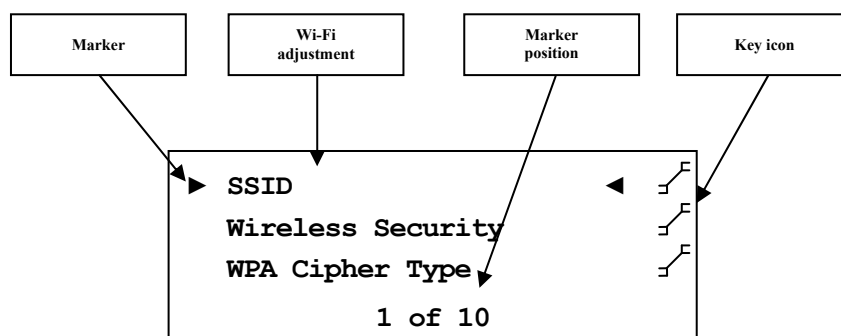 Marker
Wi-Fi
adjustment
Marker
position
Key icon
► SSID ◄
Wireless Security
WPA Cipher Type
1 of 10